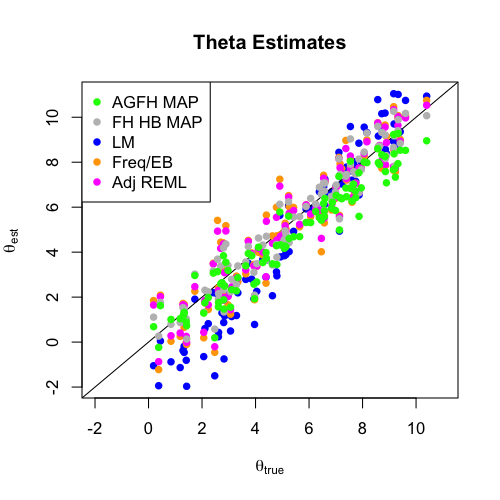 Theta Estimates
AGFH MAP
FH HB MAP
LM
Freq/EB
Adj REML
10
8
6
4
2
0
-2
θest
-2 0 2 4 6 8 10
θtrue